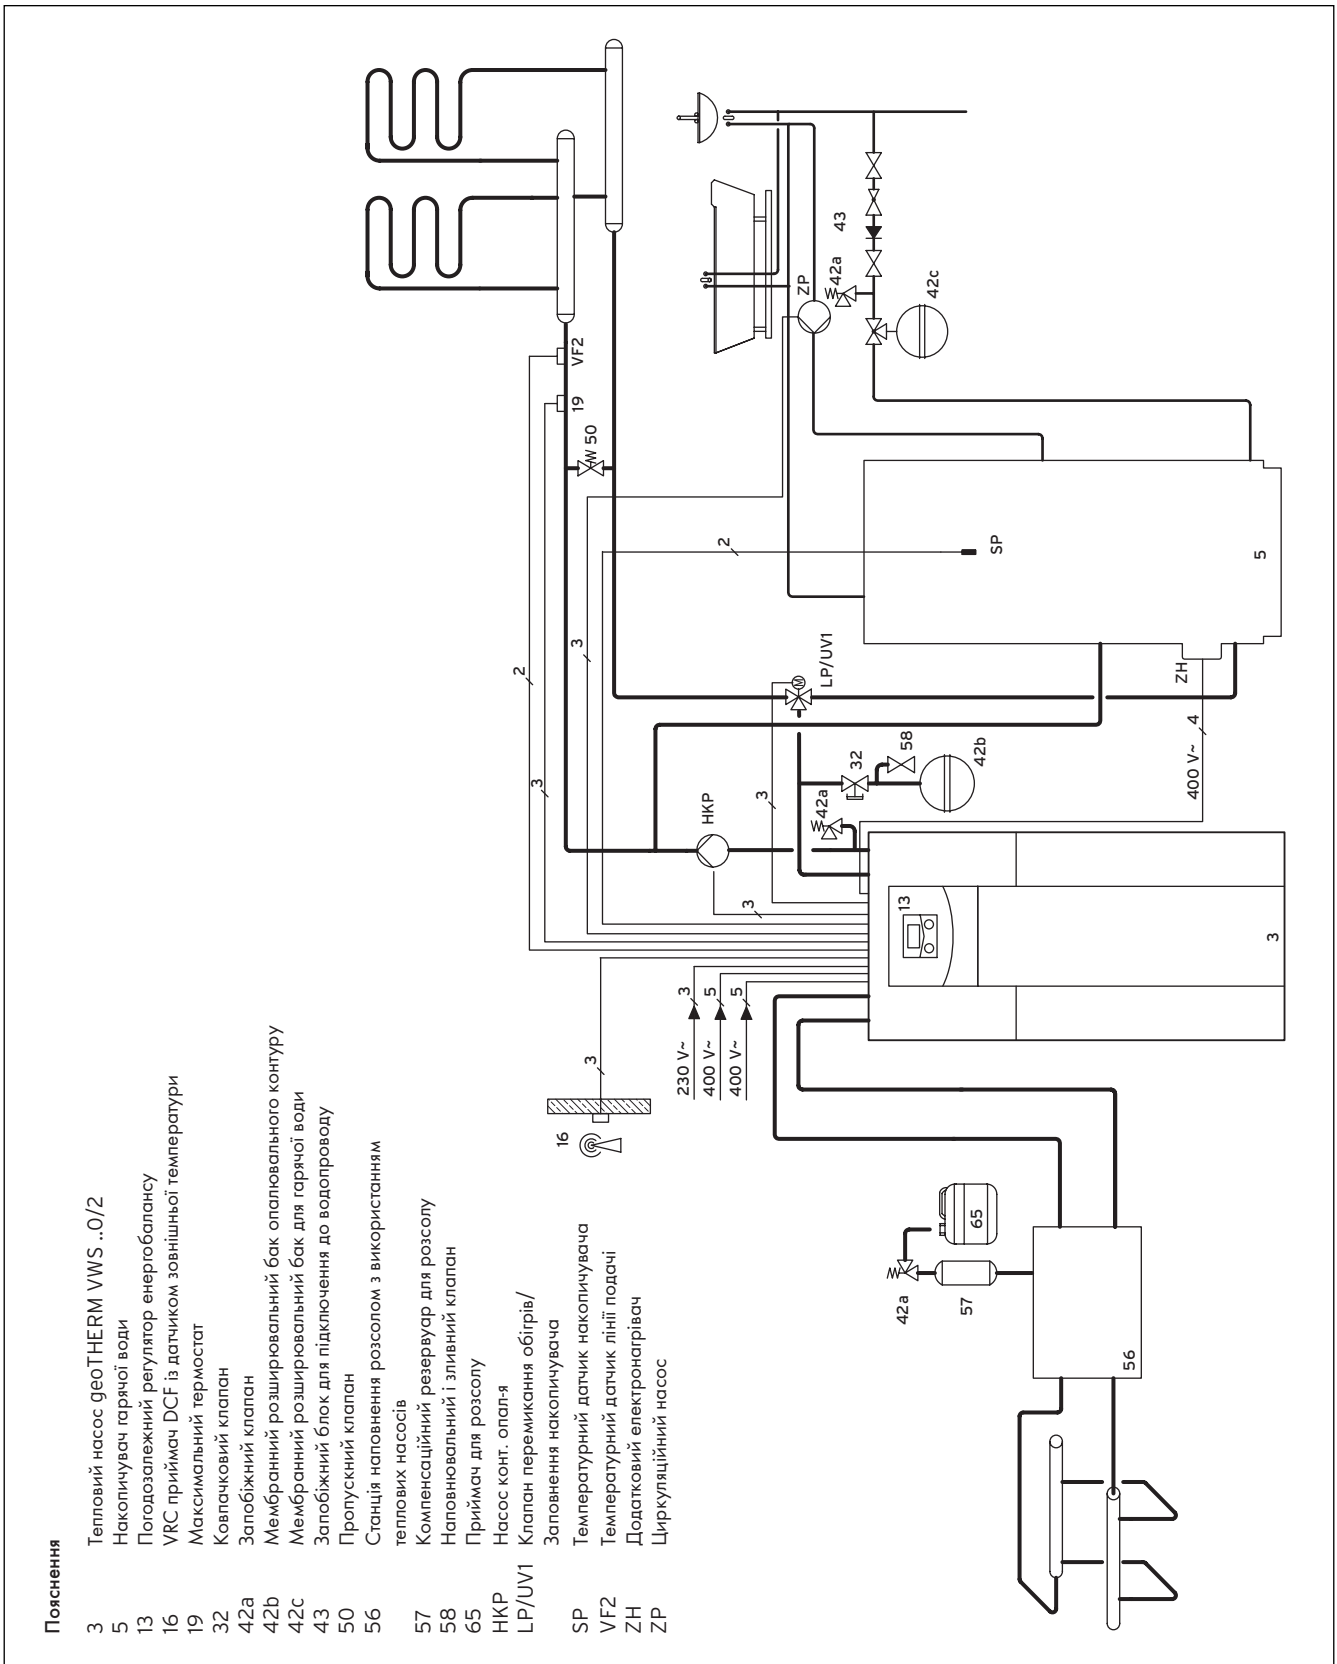 Пояснення
3 Тепловий насос geoTHERM VWS ..0/2
5 Накопичувач гарячої води
13 Погодозалежний регулятор енергобалансу
16 VRC приймач DCF із датчиком зовнішньої температури
19 Максимальний термостат
32 Ковпачковий клапан
42a Запобіжний клапан
42b Мембранний розширювальний бак опалювального контуру
42c Мембранний розширювальний бак для гарячої води
43 Запобіжний блок для підключення до водопроводу
50 Пропускний клапан
56 Станція наповнення розсолом з використанням
теплових насосів
57 Компенсаційний резервуар для розсолу
58 Наповнювальний і зливний клапан
65 Приймач для розсолу
HKP Насос конт. опал-я
LP/UV1 Клапан перемикання обігрів/
Заповнення накопичувача
SP Температурний датчик накопичувача
VF2 Температурний датчик лінії подачі
ZH Додатковий електронагрівач
ZP Циркуляційний насос
VF2
19
50
2
3
3
2
HKP
3
3
LP/UV1
42a
32
58
42b
ZP
42a
43
42c
SP
5
ZH
400 V~ 4
13
3
230 V~ 3
400 V~ 5
400 V~ 5
3
16
42a
65
57
56